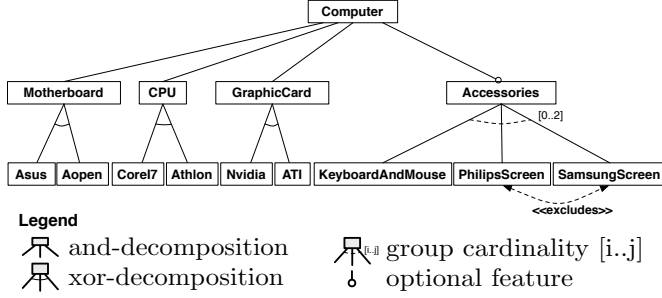 Computer
Motherboard CPU GraphicCard Accessories
[0..2]
Asus Aopen CoreI7 Athlon Nvidia ATI KeyboardAndMouse PhilipsScreen SamsungScreen
<<excludes>>
Legend
and-decomposition [i..j] group cardinality [i..j]
xor-decomposition optional feature